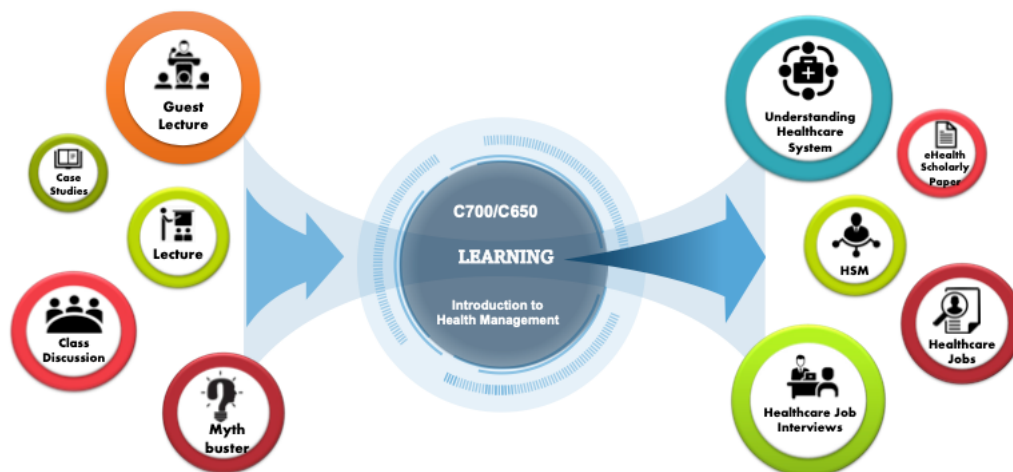 Guest
Lecture
Case
Studies
Lecture
Class
Discussion
Myth
buster
C700/C650
LEARNING
Introduction to
Health Management
Understanding
Healthcare
System
eHealth
Scholarly
Paper
HSM
Healthcare
Jobs
Healthcare Job
Interviews